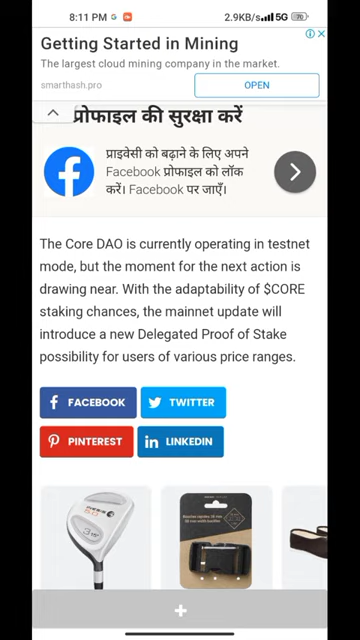 8:11 PM G
2.9KB/s 5G 70
Getting Started in Mining
The largest cloud mining company in the market.
smarthash.pro
OPEN
प्रोफाइल की सुरक्षा करें
प्राइवेसी को बढ़ाने के लिए अपने
Facebook प्रोफ़ाइल को लॉक
करें। Facebook पर जाएँ।
The Core DAO is currently operating in testnet
mode, but the moment for the next action is
drawing near. With the adaptability of $CORE
staking chances, the mainnet update will
introduce a new Delegated Proof of Stake
possibility for users of various price ranges.
FACEBOOK
TWITTER
PINTEREST
LINKEDIN